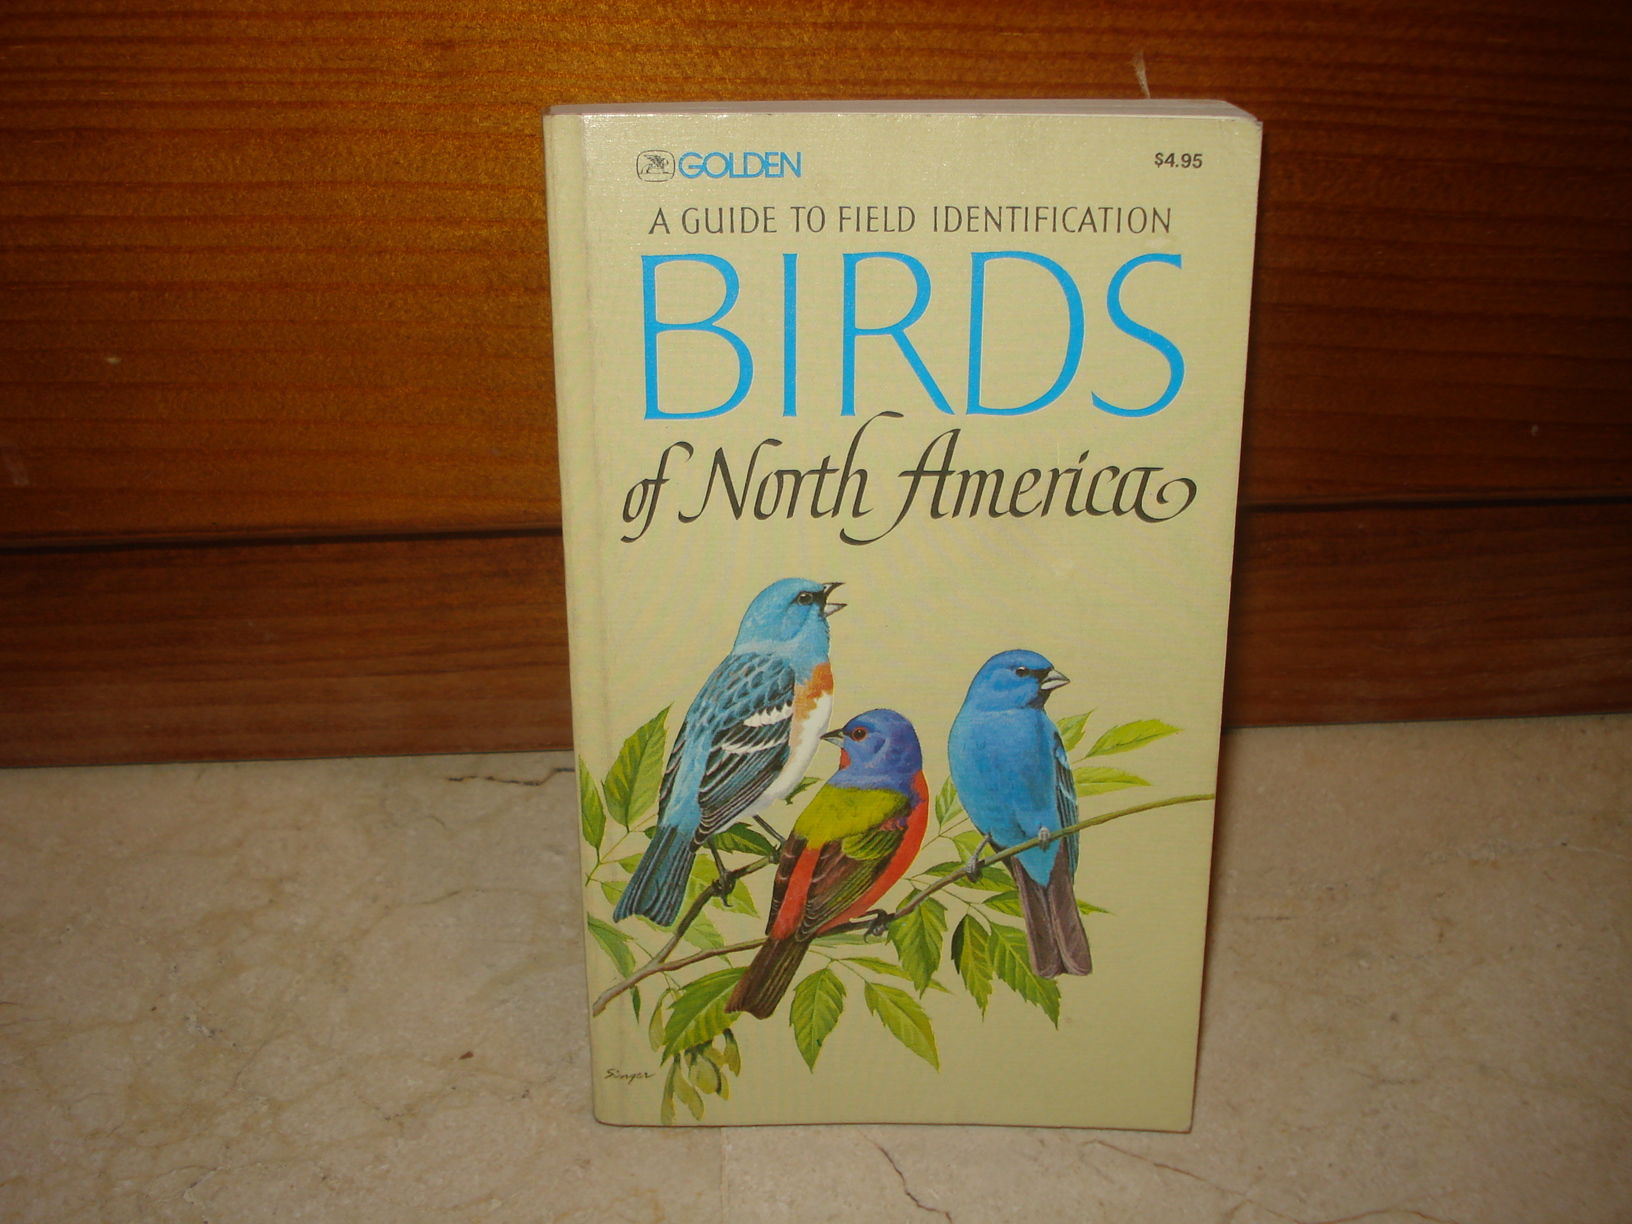 GOLDEN
$4.95
A GUIDE TO FIELD IDENTIFICATION
BIRDS
of North America
Singer